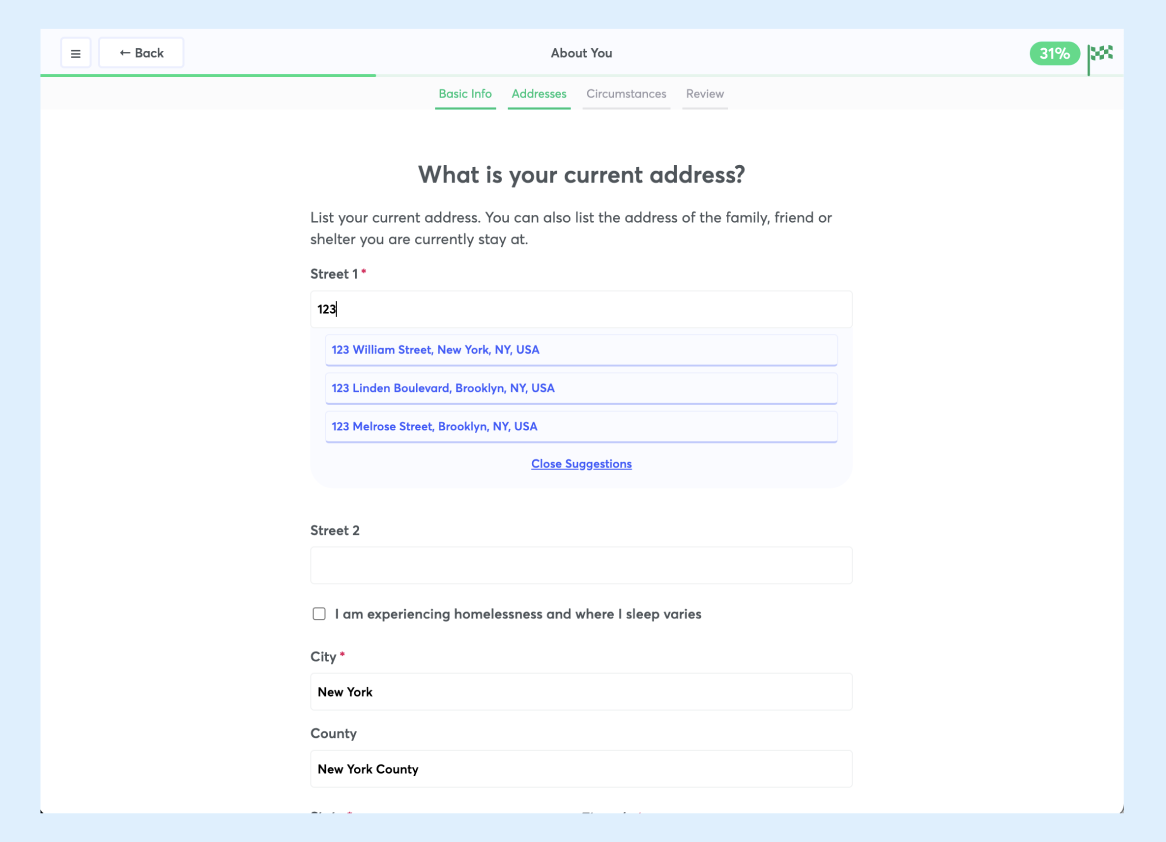 ← Back
About You
31%
Basic Info
Addresses
Circumstances
Review
What is your current address?
List your current address. You can also list the address of the family, friend or
shelter you are currently stay at.
Street 1 *
123
123 William Street, New York, NY, USA
123 Linden Boulevard, Brooklyn, NY, USA
123 Melrose Street, Brooklyn, NY, USA
Close Suggestions
Street 2
I am experiencing homelessness and where I sleep varies
City *
New York
County
New York County